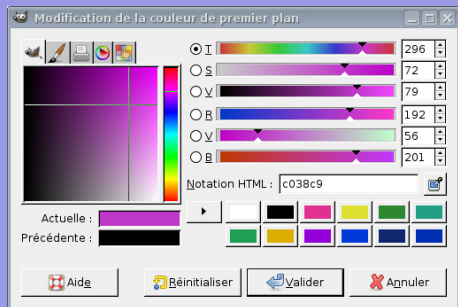 Modification de la couleur de premier plan
T 296
S 72
V 79
R 192
V 56
B 201
Notation HTML : c038c9
Actuelle :
Précédente :
Aide Réinitialiser Valider Annuler